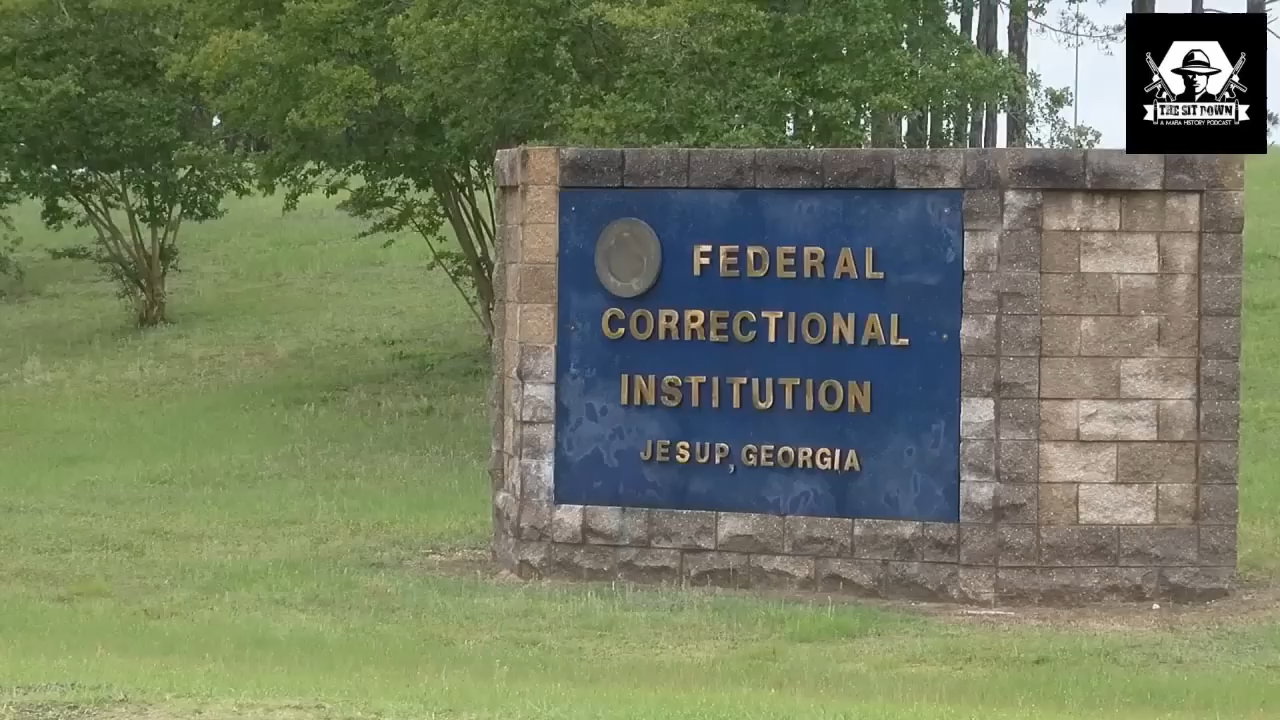 THE SIT DOWN
A MAFIA HISTORY PODCAST
FEDERAL
CORRECTIONAL
INSTITUTION
JESUP, GEORGIA